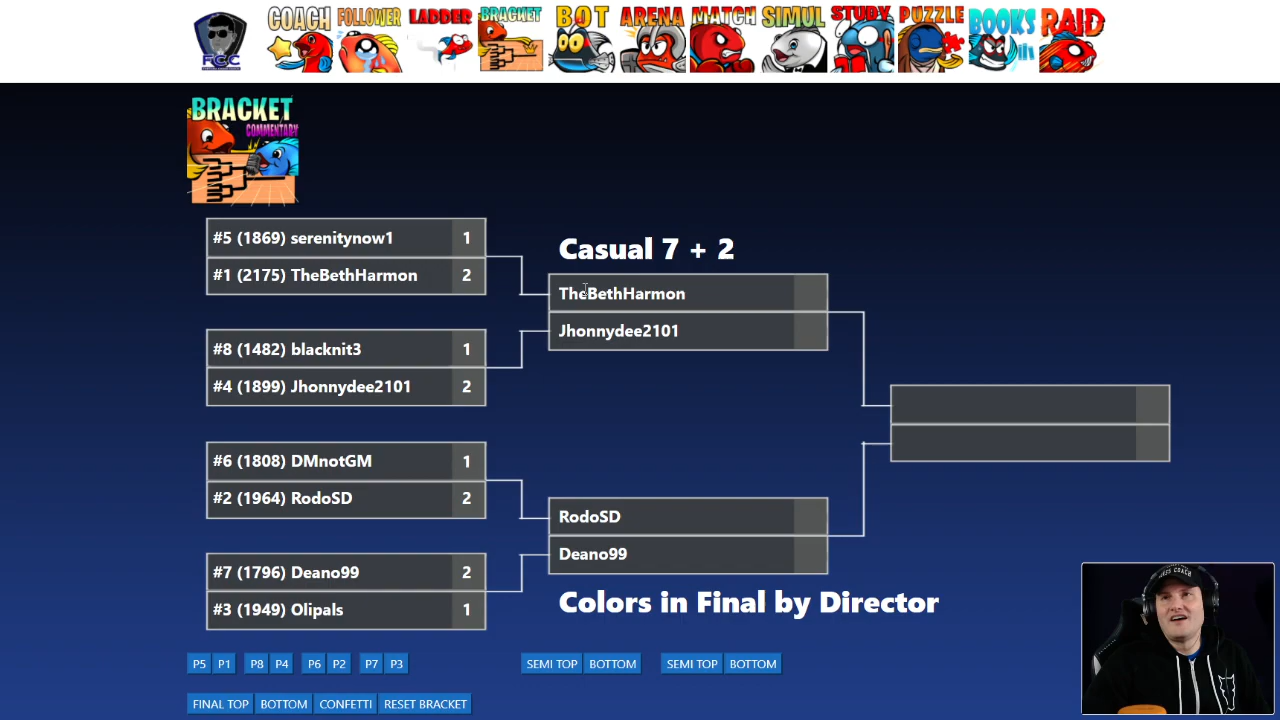 FCC
COACH
FOLLOWER
LADDER
BRACKET
BOT
ARENA
MATCH
SIMUL
STUDY
PUZZLE
BOOKS
RAID
BRACKET
COMMENTARY
#5 (1869) serenitynow1 1
#1 (2175) TheBethHarmon 2
#8 (1482) blacknit3 1
#4 (1899) Jhonnydee2101 2
#6 (1808) DMnotGM 1
#2 (1964) RodoSD 2
#7 (1796) Deano99 2
#3 (1949) Olipals 1
Casual 7 + 2
TheBethHarmon
Jhonnydee2101
RodoSD
Deano99
Colors in Final by Director
P5 P1 P8 P4 P6 P2 P7 P3 SEMI TOP BOTTOM SEMI TOP BOTTOM
FINAL TOP BOTTOM CONFETTI RESET BRACKET